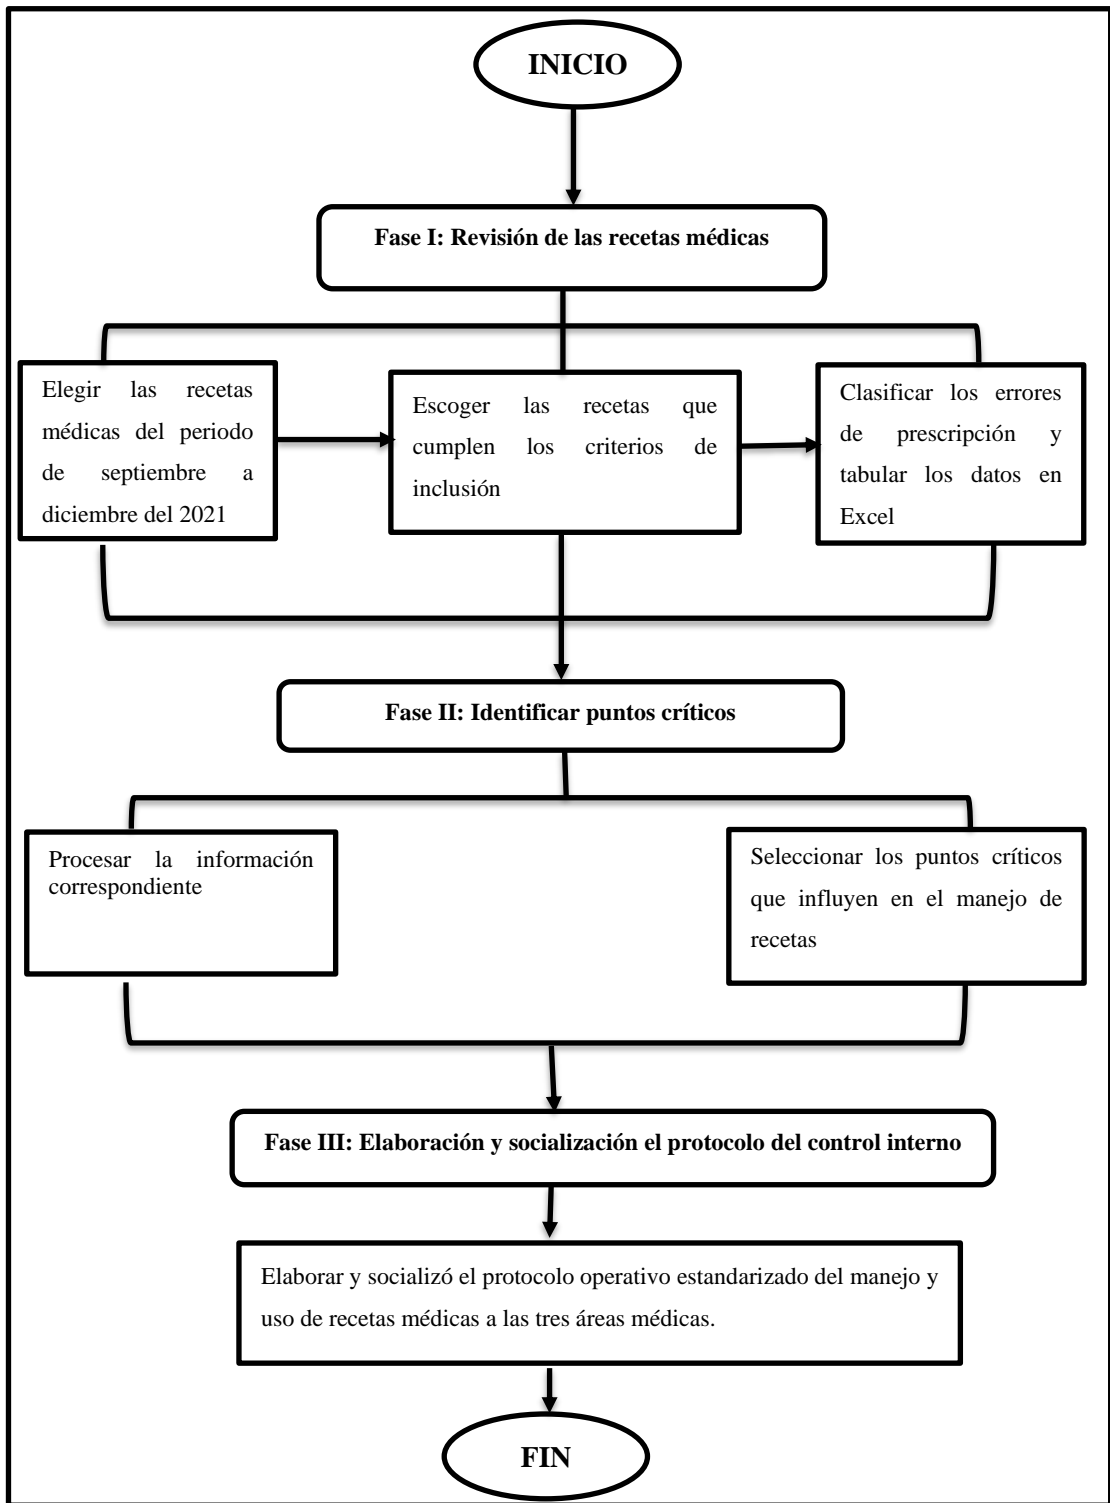 INICIO
Fase I: Revisión de las recetas médicas
Elegir las recetas
médicas del periodo
de septiembre a
diciembre del 2021
Escoger las recetas que
cumplen los criterios de
inclusión
Clasificar los errores
de prescripción y
tabular los datos en
Excel
Fase II: Identificar puntos críticos
Procesar la información
correspondiente
Seleccionar los puntos críticos
que influyen en el manejo de
recetas
Fase III: Elaboración y socialización el protocolo del control interno
Elaborar y socializó el protocolo operativo estandarizado del manejo y
uso de recetas médicas a las tres áreas médicas.
FIN